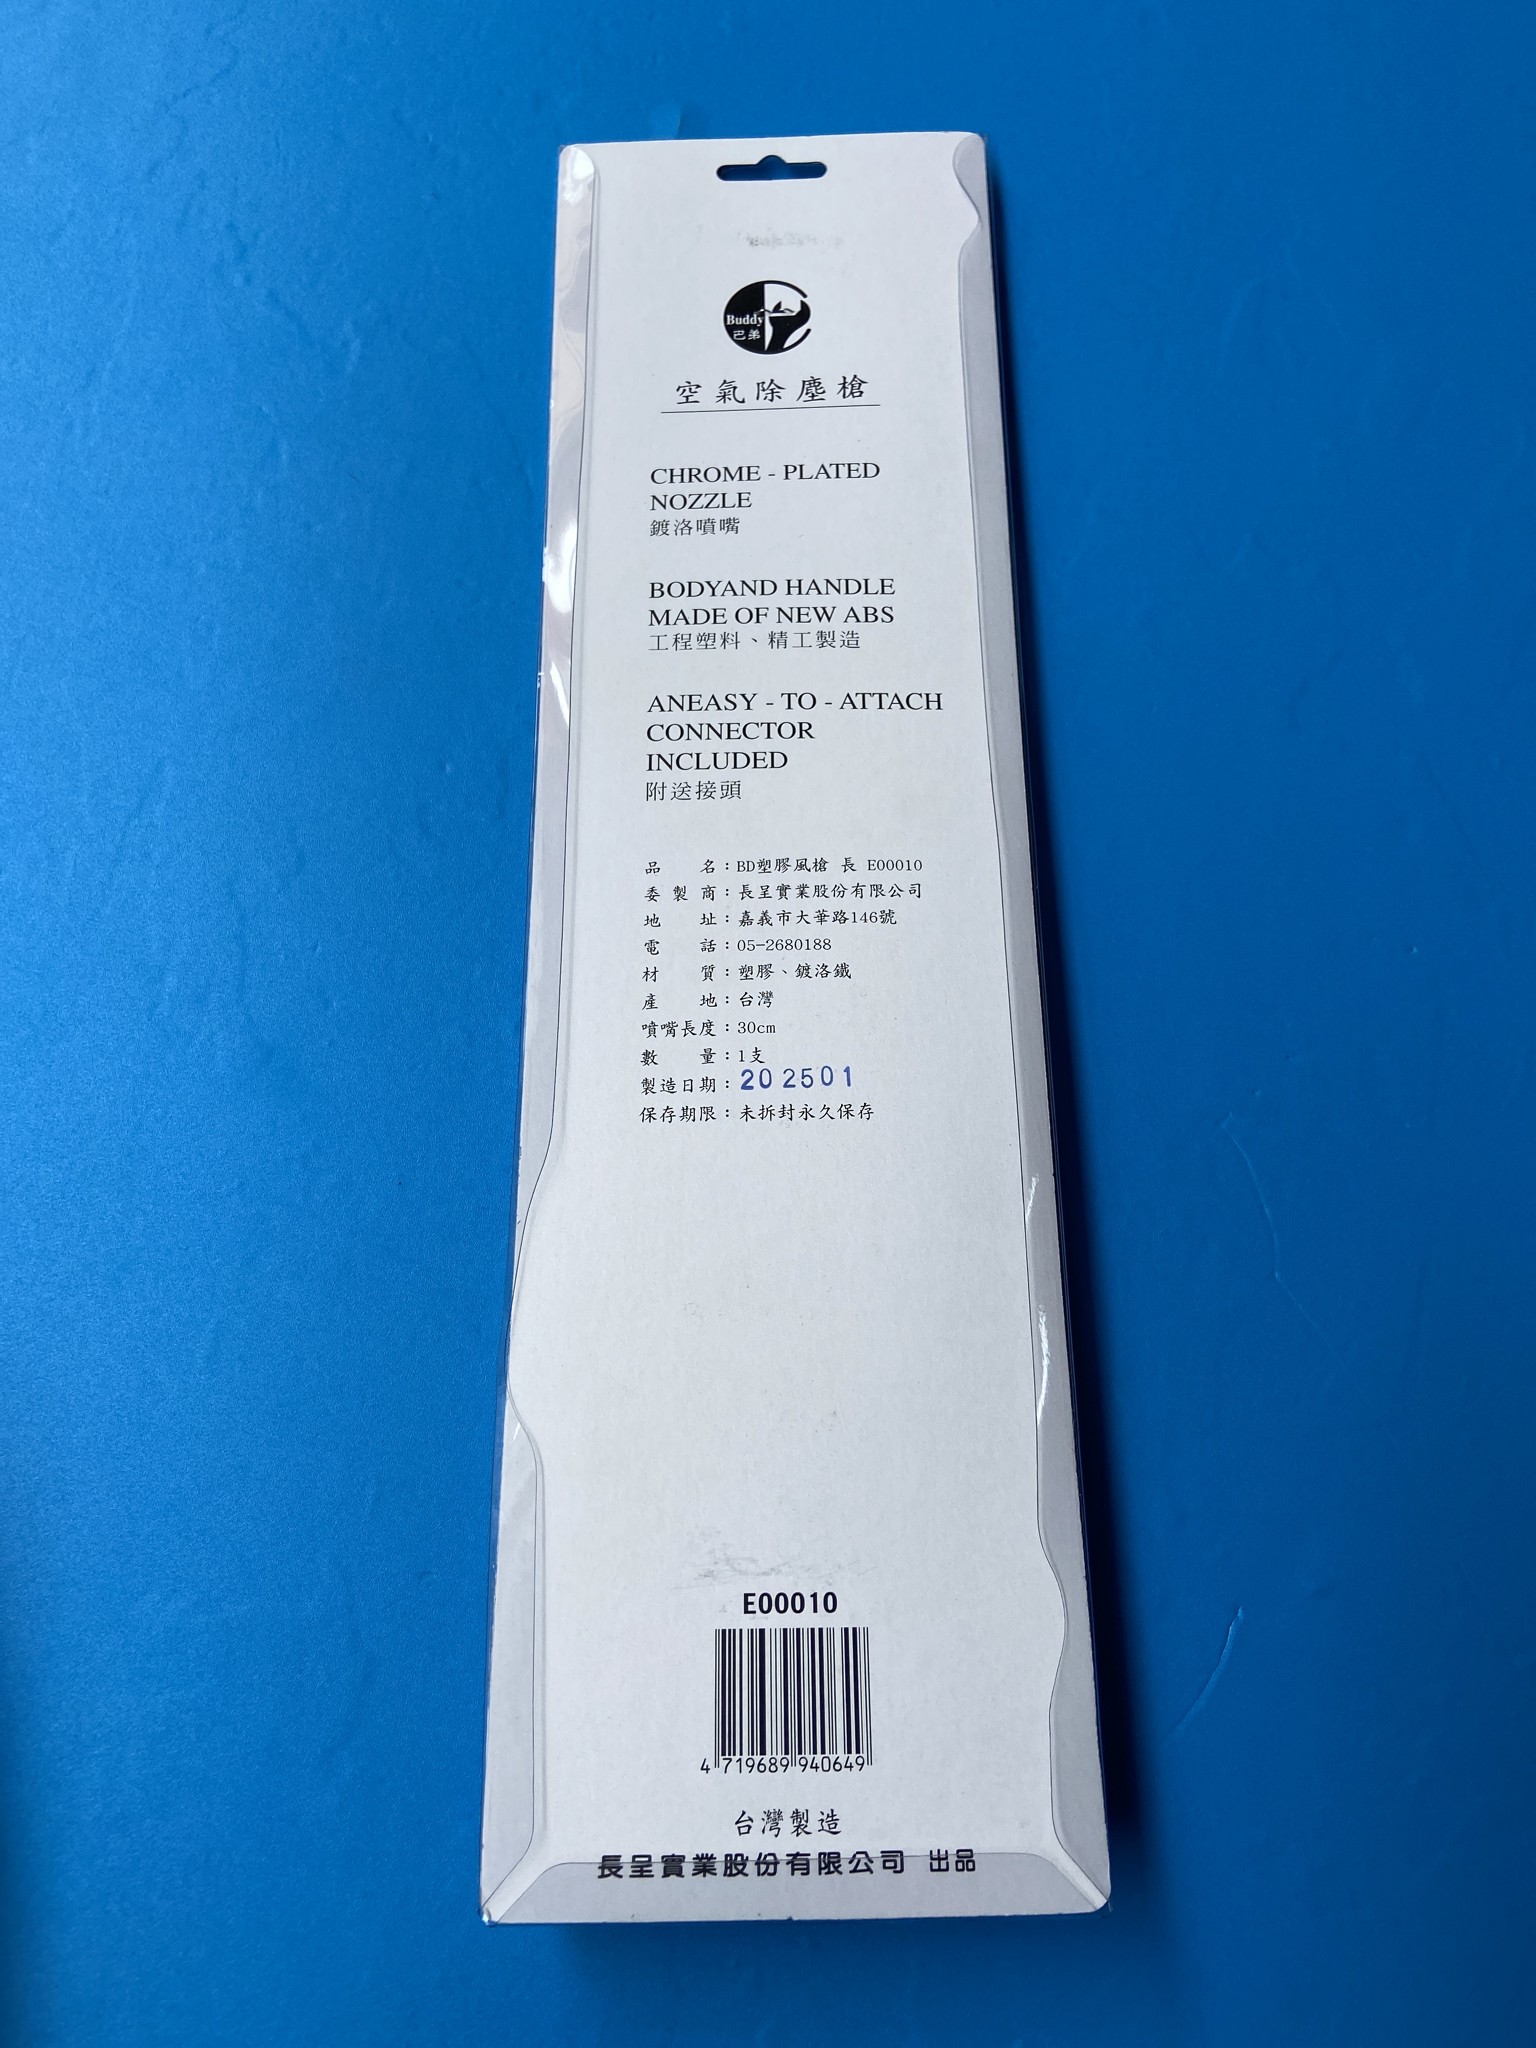 Buddy
巴弟
空氣除塵槍
CHROME - PLATED
NOZZLE
鍍洛噴嘴
BODYAND HANDLE
MADE OF NEW ABS
工程塑料、精工製造
ANEASY - TO - ATTACH
CONNECTOR
INCLUDED
附送接頭
品名：BD塑膠風槍 長 E00010
委製商：長呈實業股份有限公司
地址：嘉義市大華路146號
電話：05-2680188
材質：塑膠、鍍洛鐵
產地：台灣
噴嘴長度：30cm
數量：1支
製造日期：202501
保存期限：未拆封永久保存
E00010
4 719689 940649
台灣製造
長呈實業股份有限公司 出品